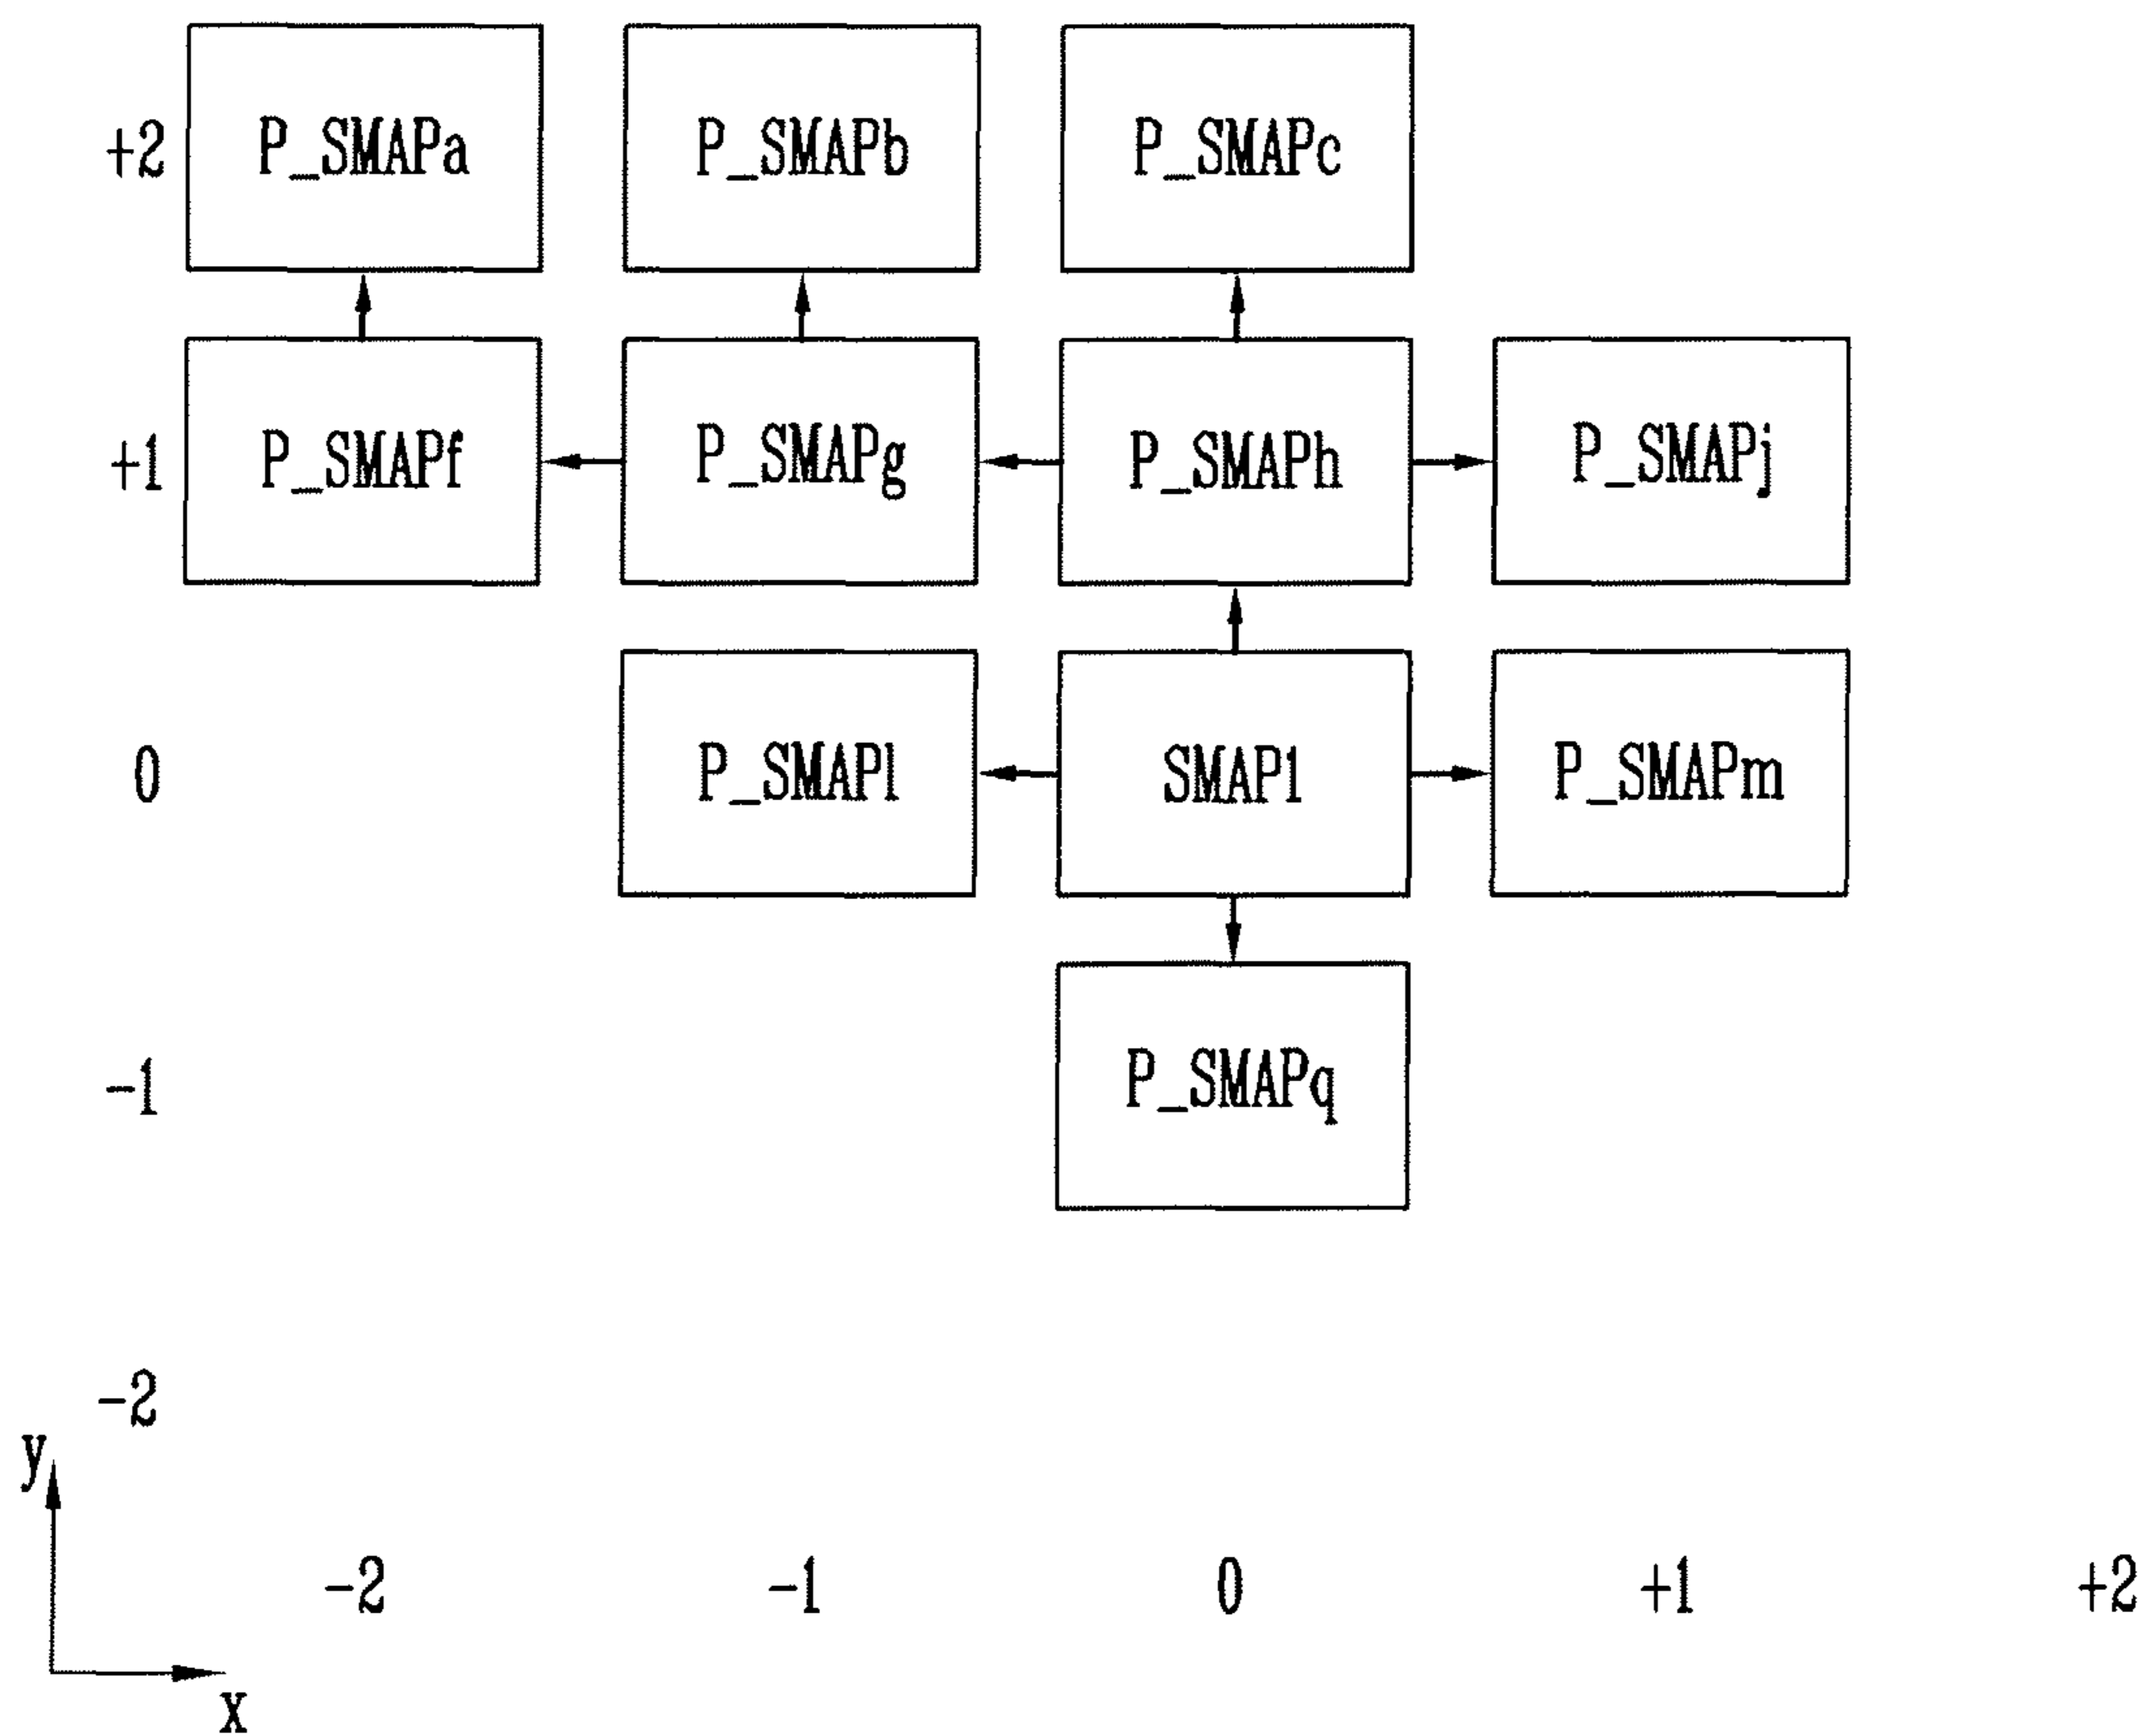 +2 P_SMAPa P_SMAPb P_SMAPc
+1 P_SMAPf P_SMAPg P_SMAPh P_SMAPj
0 P_SMAPl SMAP1 P_SMAPm
-1 P_SMAPq
-2
y
-2 -1 0 +1 +2
x